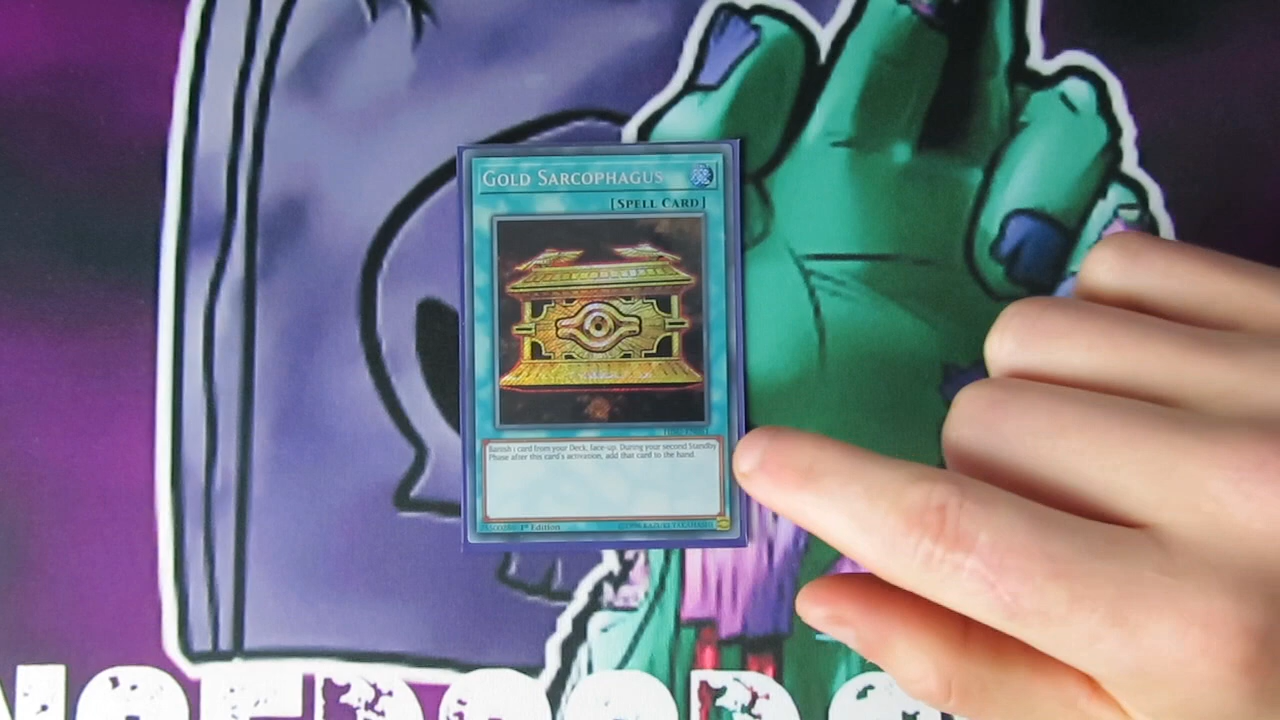 GOLD SARCOPHAGUS
[SPELL CARD]
Banish 1 card from your Deck, face-up. During your second Standby
Phase after this card's activation, add that card to the hand.
1st Edition